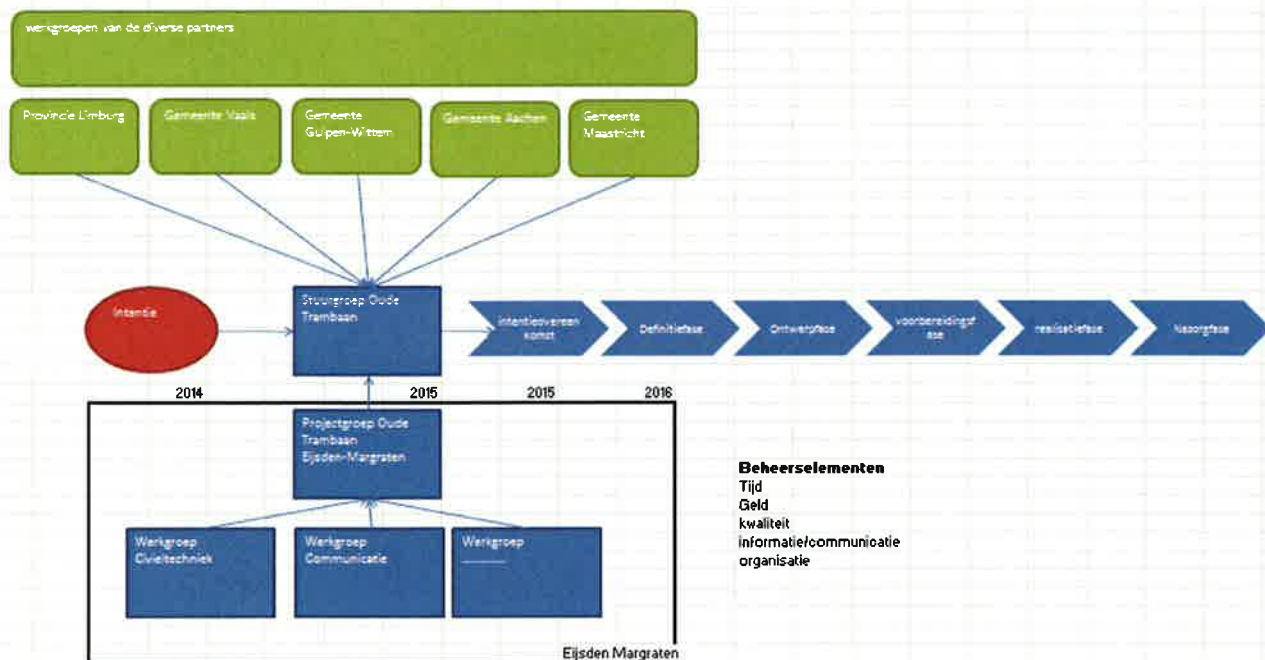 werkgroepen van de diverse partners
Provincie Limburg
Gemeente Vaals
Gemeente
Gulpen-Wittem
Gemeente Aachen
Gemeente
Maastricht
Intentie
Stuurgroep Oude
Trambaan
intentieovereen
komst
Definitiefase
Ontwerpfase
voorbereidingsf
ase
realisatiefase
Nazorgfase
2014
2015
2015
2016
Projectgroep Oude
Trambaan
Eijsden-Margraten
Werkgroep
Civieltechniek
Werkgroep
Communicatie
Werkgroep
............
Eijsden Margraten
Beheerselementen
Tijd
Geld
kwaliteit
informatie/communicatie
organisatie